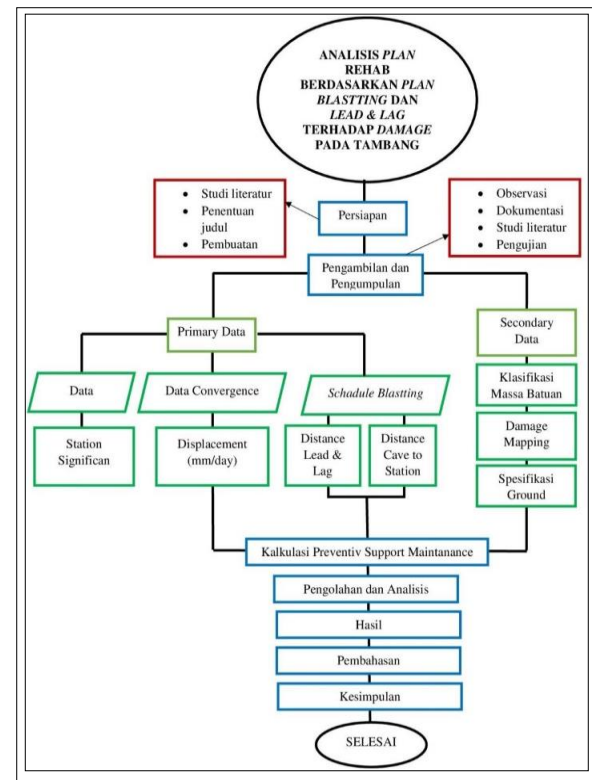 ANALISIS PLAN
REHAB
BERDASARKAN PLAN
BLASTTING DAN
LEAD & LAG
TERHADAP DAMAGE
PADA TAMBANG
• Studi literatur
• Penentuan
judul
• Pembuatan
Persiapan
• Observasi
• Dokumentasi
• Studi literatur
• Pengujian
Pengambilan dan
Pengumpulan
Primary Data
Secondary
Data
Data
Data Convergence
Schadule Blastting
Klasifikasi
Massa Batuan
Station
Significan
Displacement
(mm/day)
Distance
Lead &
Lag
Distance
Cave to
Station
Damage
Mapping
Spesifikasi
Ground
Kalkulasi Preventiv Support Maintanance
Pengolahan dan Analisis
Hasil
Pembahasan
Kesimpulan
SELESAI